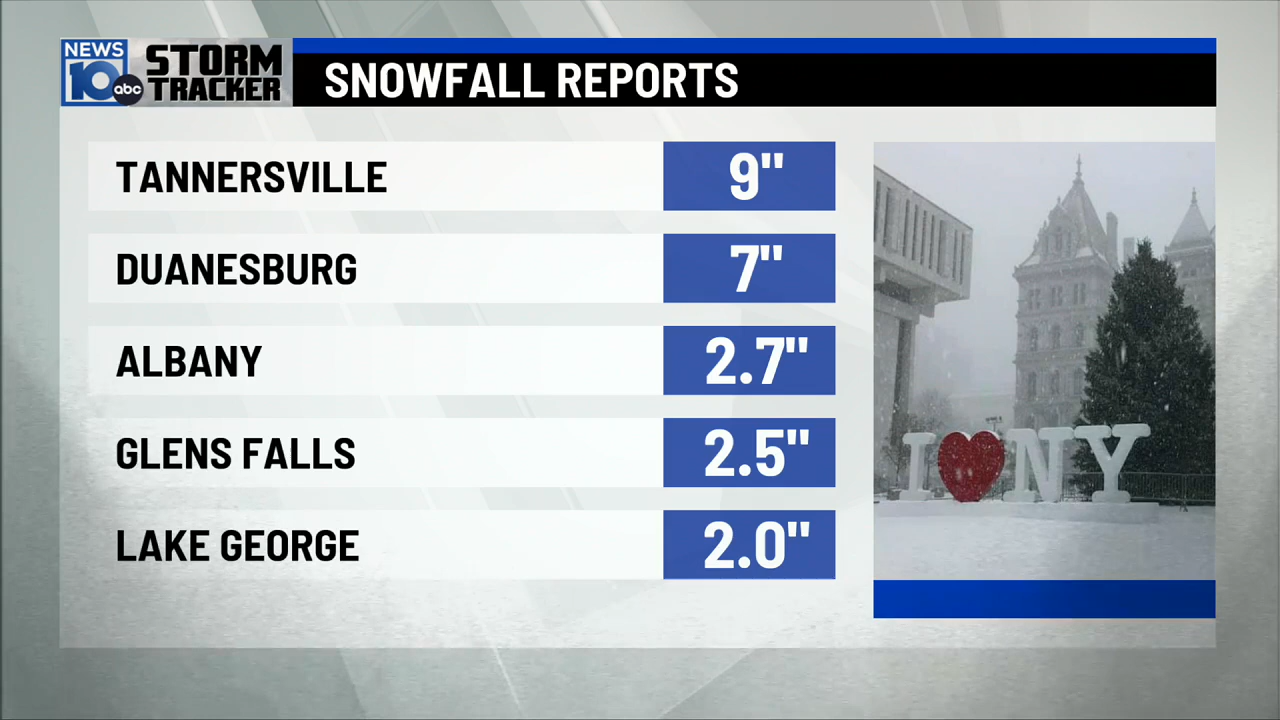 NEWS
10 abc
STORM
TRACKER
SNOWFALL REPORTS
TANNERSVILLE 9"
DUANESBURG 7"
ALBANY 2.7"
GLENS FALLS 2.5"
LAKE GEORGE 2.0"
I NY